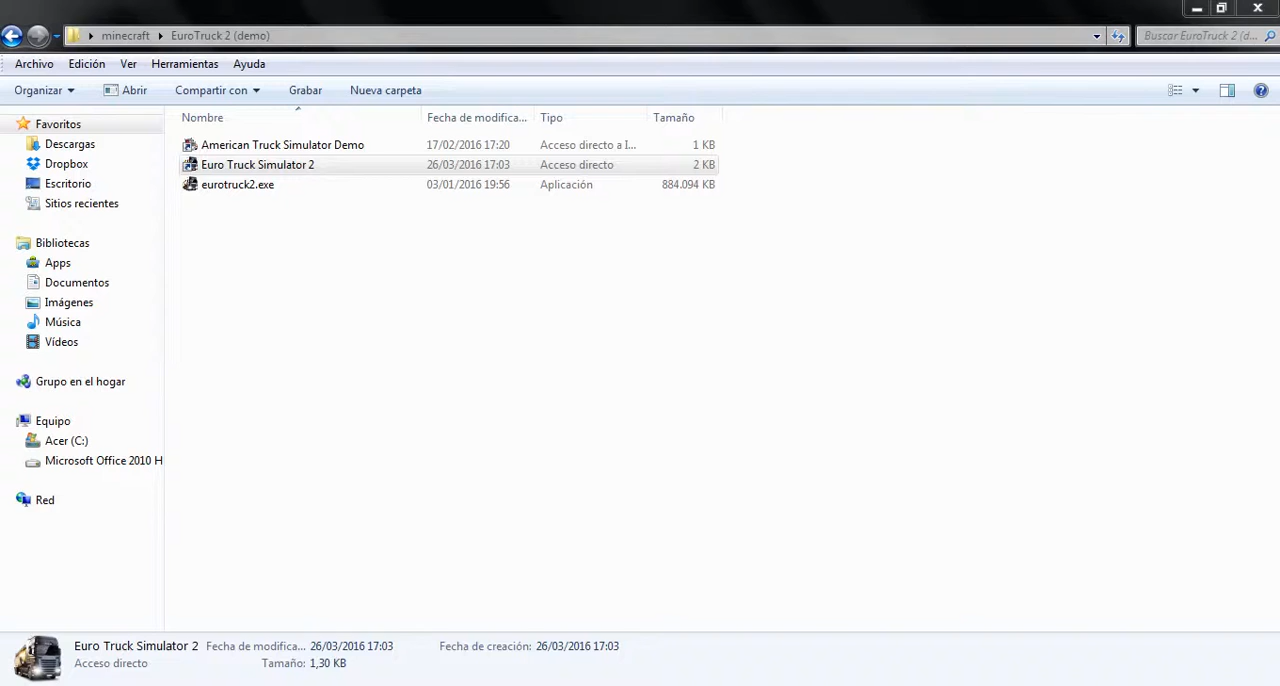 minecraft EuroTruck 2 (demo) Buscar EuroTruck 2 (d...
Archivo Edición Ver Herramientas Ayuda
Organizar Abrir Compartir con Grabar Nueva carpeta
Favoritos
Descargas
Dropbox
Escritorio
Sitios recientes
Bibliotecas
Apps
Documentos
Imágenes
Música
Vídeos
Grupo en el hogar
Equipo
Acer (C:)
Microsoft Office 2010 H
Red
Nombre Fecha de modifica... Tipo Tamaño
American Truck Simulator Demo 17/02/2016 17:20 Acceso directo a I... 1 KB
Euro Truck Simulator 2 26/03/2016 17:03 Acceso directo 2 KB
eurotruck2.exe 03/01/2016 19:56 Aplicación 884.094 KB
Euro Truck Simulator 2 Fecha de modifica... 26/03/2016 17:03 Fecha de creación: 26/03/2016 17:03
Acceso directo Tamaño: 1,30 KB